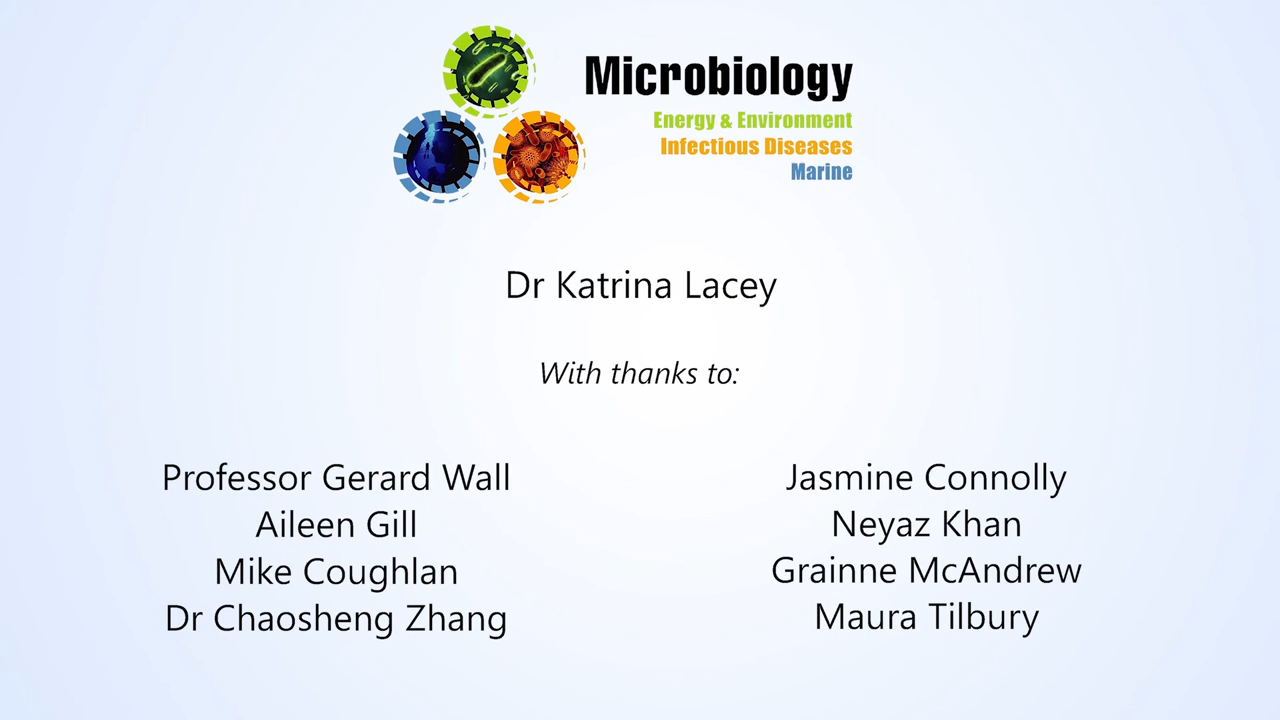 Microbiology
Energy & Environment
Infectious Diseases
Marine
Dr Katrina Lacey
With thanks to:
Professor Gerard Wall
Aileen Gill
Mike Coughlan
Dr Chaosheng Zhang
Jasmine Connolly
Neyaz Khan
Grainne McAndrew
Maura Tilbury